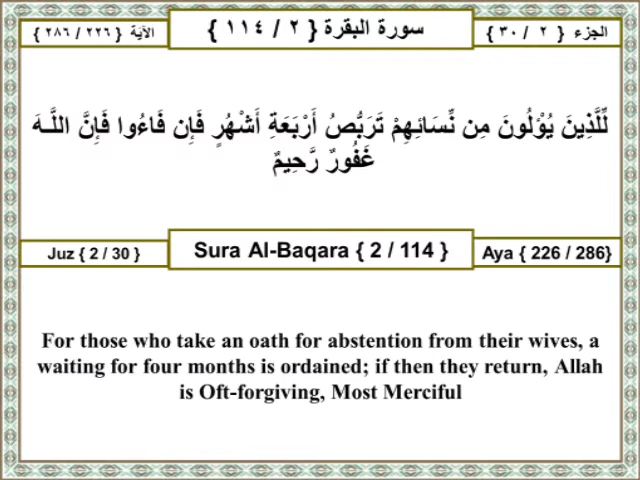 الجزء { ٢ / ٣٠ } سورة البقرة { ٢ / ١١٤ } الآية { ٢٢٦ / ٢٨٦ }
لِّلَّذِينَ يُؤْلُونَ مِن نِّسَائِهِمْ تَرَبُّصُ أَرْبَعَةِ أَشْهُرٍ فَإِن فَاءُوا فَإِنَّ اللَّـهَ
غَفُورٌ رَّحِيمٌ
Juz { 2 / 30 } Sura Al-Baqara { 2 / 114 } Aya { 226 / 286}
For those who take an oath for abstention from their wives, a
waiting for four months is ordained; if then they return, Allah
is Oft-forgiving, Most Merciful